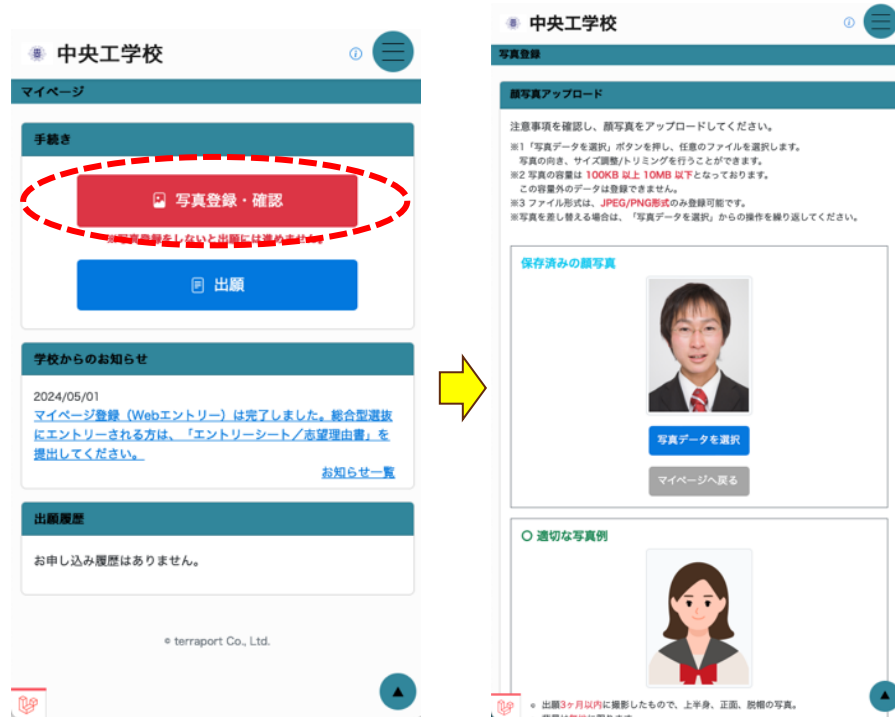 中央工学校
マイページ
手続き
写真登録・確認
※写真登録をしないと出願には進めません。
出願
学校からのお知らせ
2024/05/01
マイページ登録（Webエントリー）は完了しました。総合型選抜
にエントリーされる方は、「エントリーシート／志望理由書」を
提出してください。
お知らせ一覧
出願履歴
お申し込み履歴はありません。
© terraport Co., Ltd.
中央工学校
写真登録
顔写真アップロード
注意事項を確認し、顔写真をアップロードしてください。
※1「写真データを選択」ボタンを押し、任意のファイルを選択します。
写真の向き、サイズ調整/トリミングを行うことができます。
※2 写真の容量は 100KB 以上 10MB 以下となっております。
この容量外のデータは登録できません。
※3 ファイル形式は、JPEG/PNG形式のみ登録可能です。
※写真を差し替える場合は、「写真データを選択」からの操作を繰り返してください。
保存済みの顔写真
写真データを選択
マイページへ戻る
〇 適切な写真例
出願3ヶ月以内に撮影したもので、上半身、正面、脱帽の写真。